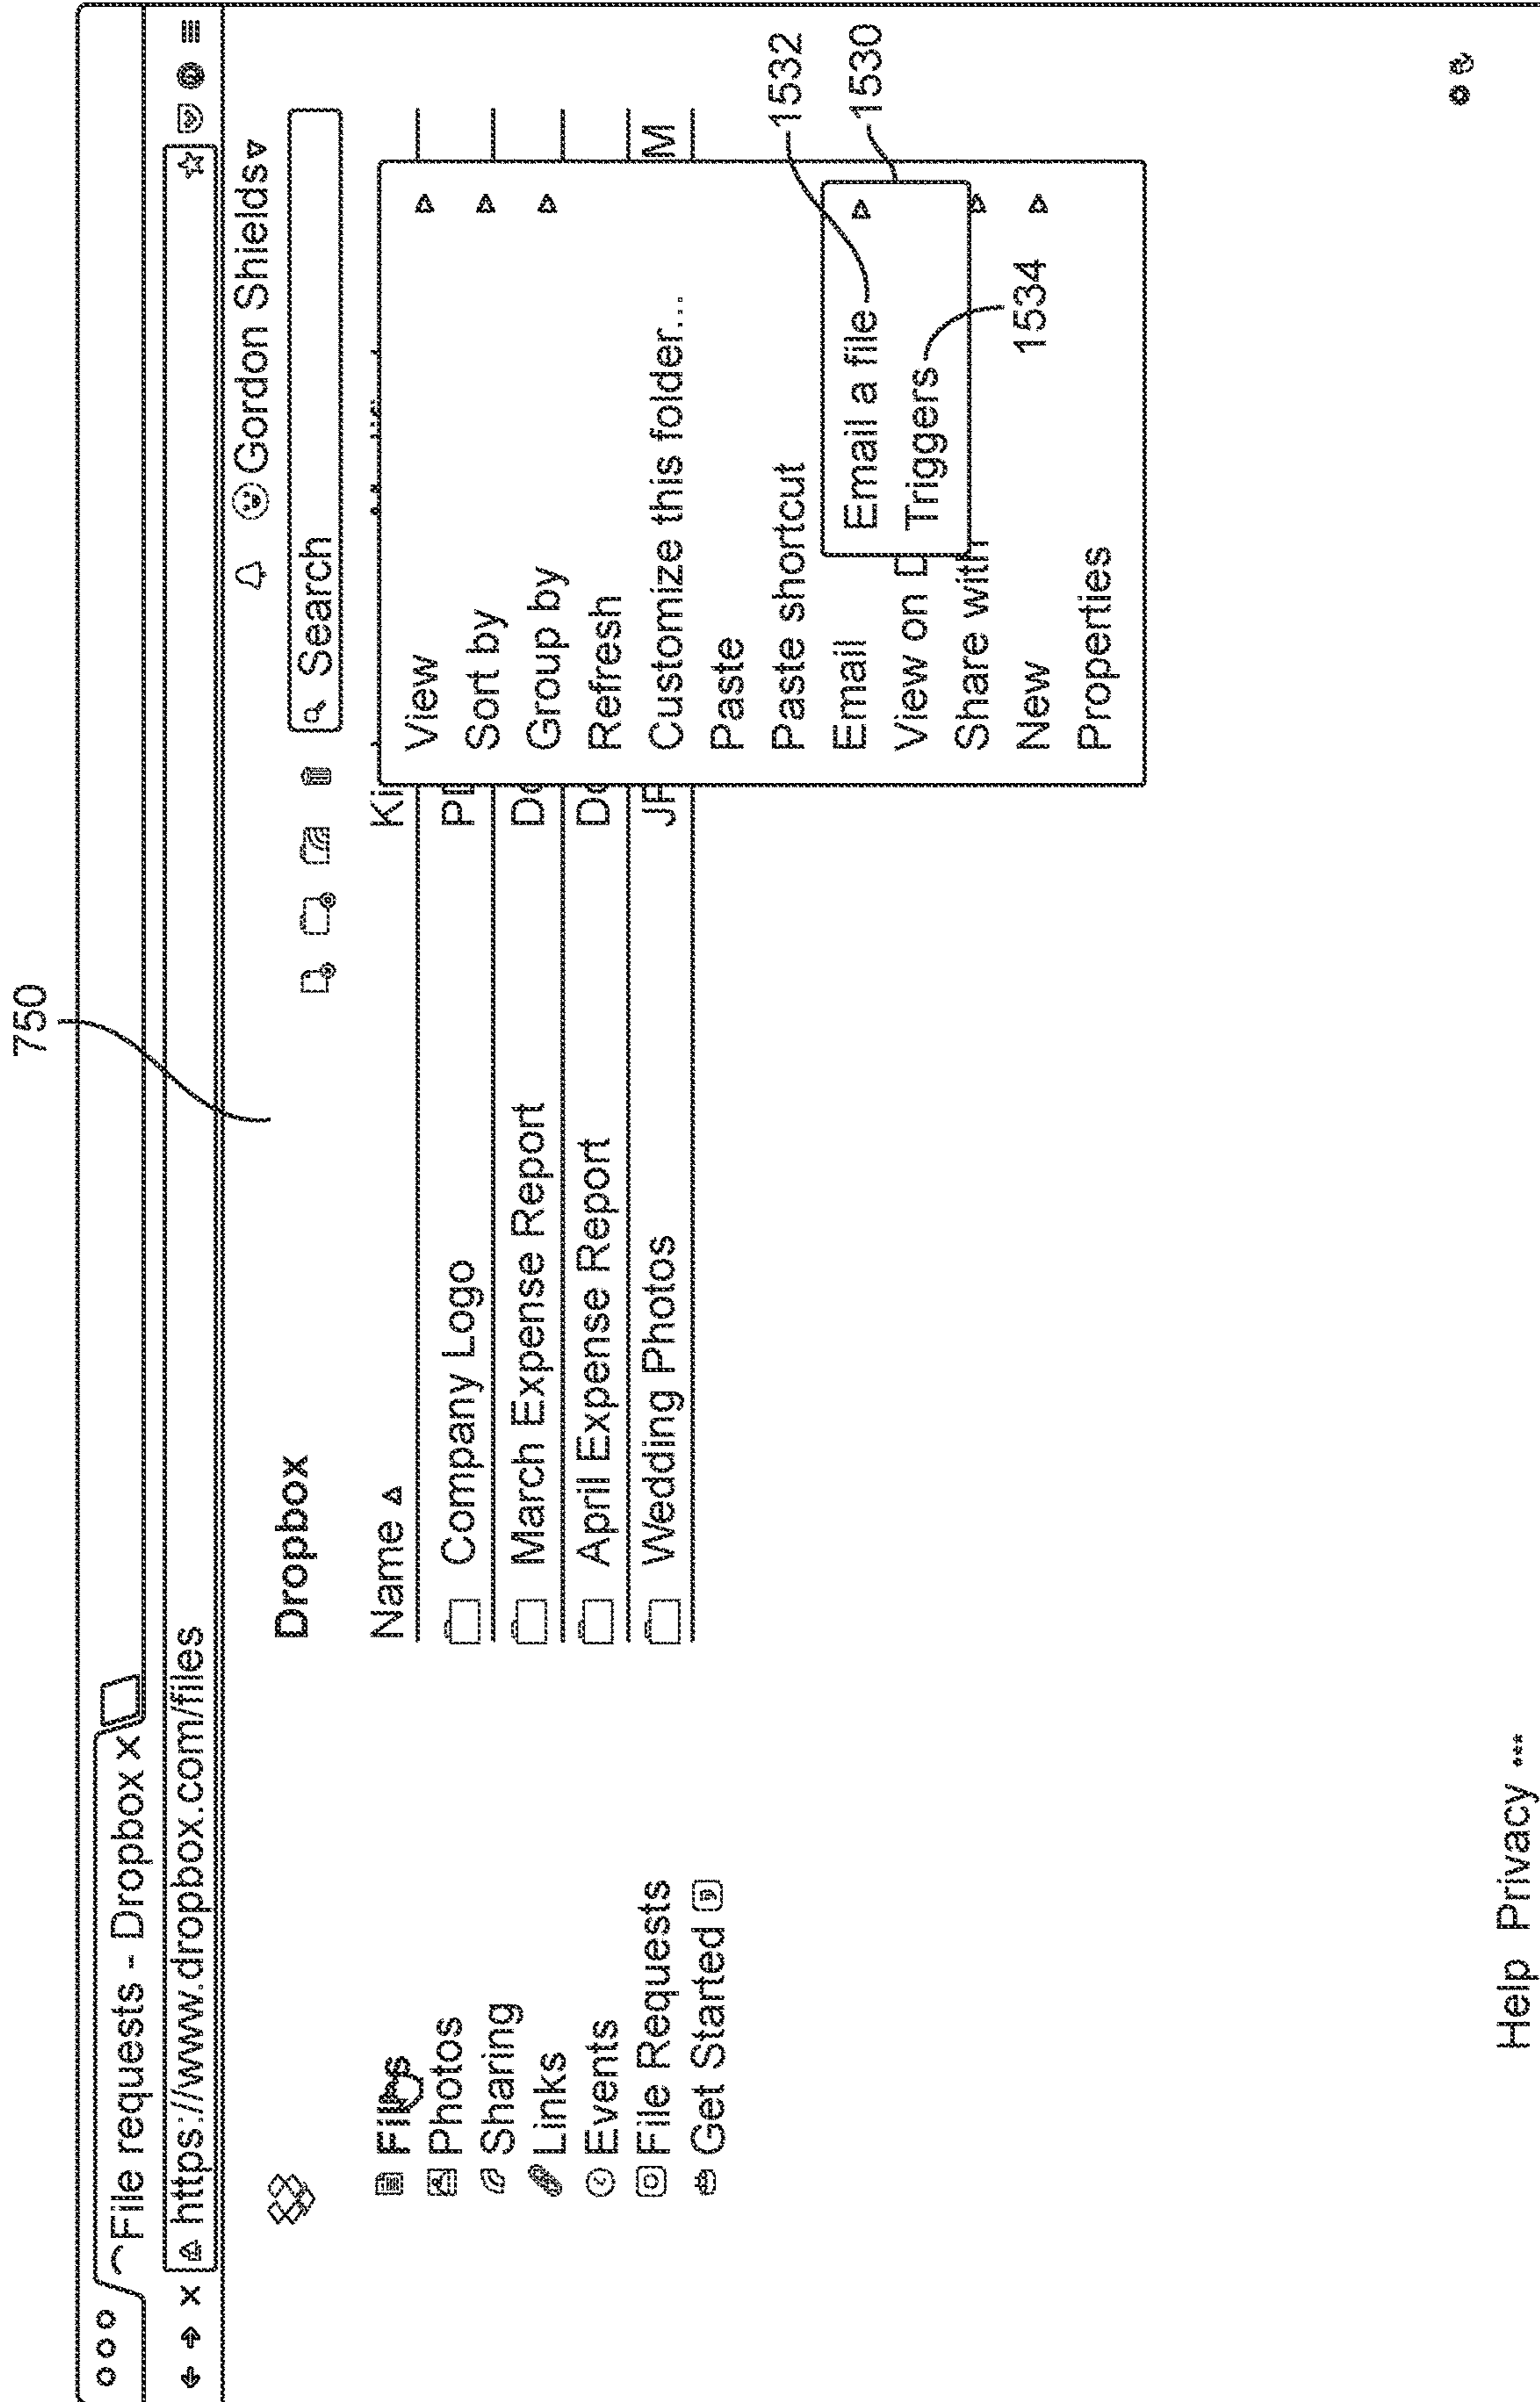 750
File requests - Dropbox x
https://www.dropbox.com/files
Gordon Shields
Dropbox
Search
Files
Photos
Sharing
Links
Events
File Requests
Get Started
Name
Company Logo
March Expense Report
April Expense Report
Wedding Photos
M
View
Sort by
Group by
Refresh
Customize this folder...
Paste
Paste shortcut
Email
View on
Share with
New
Properties
Email a file
Triggers
1532
1530
1534
Help Privacy •••